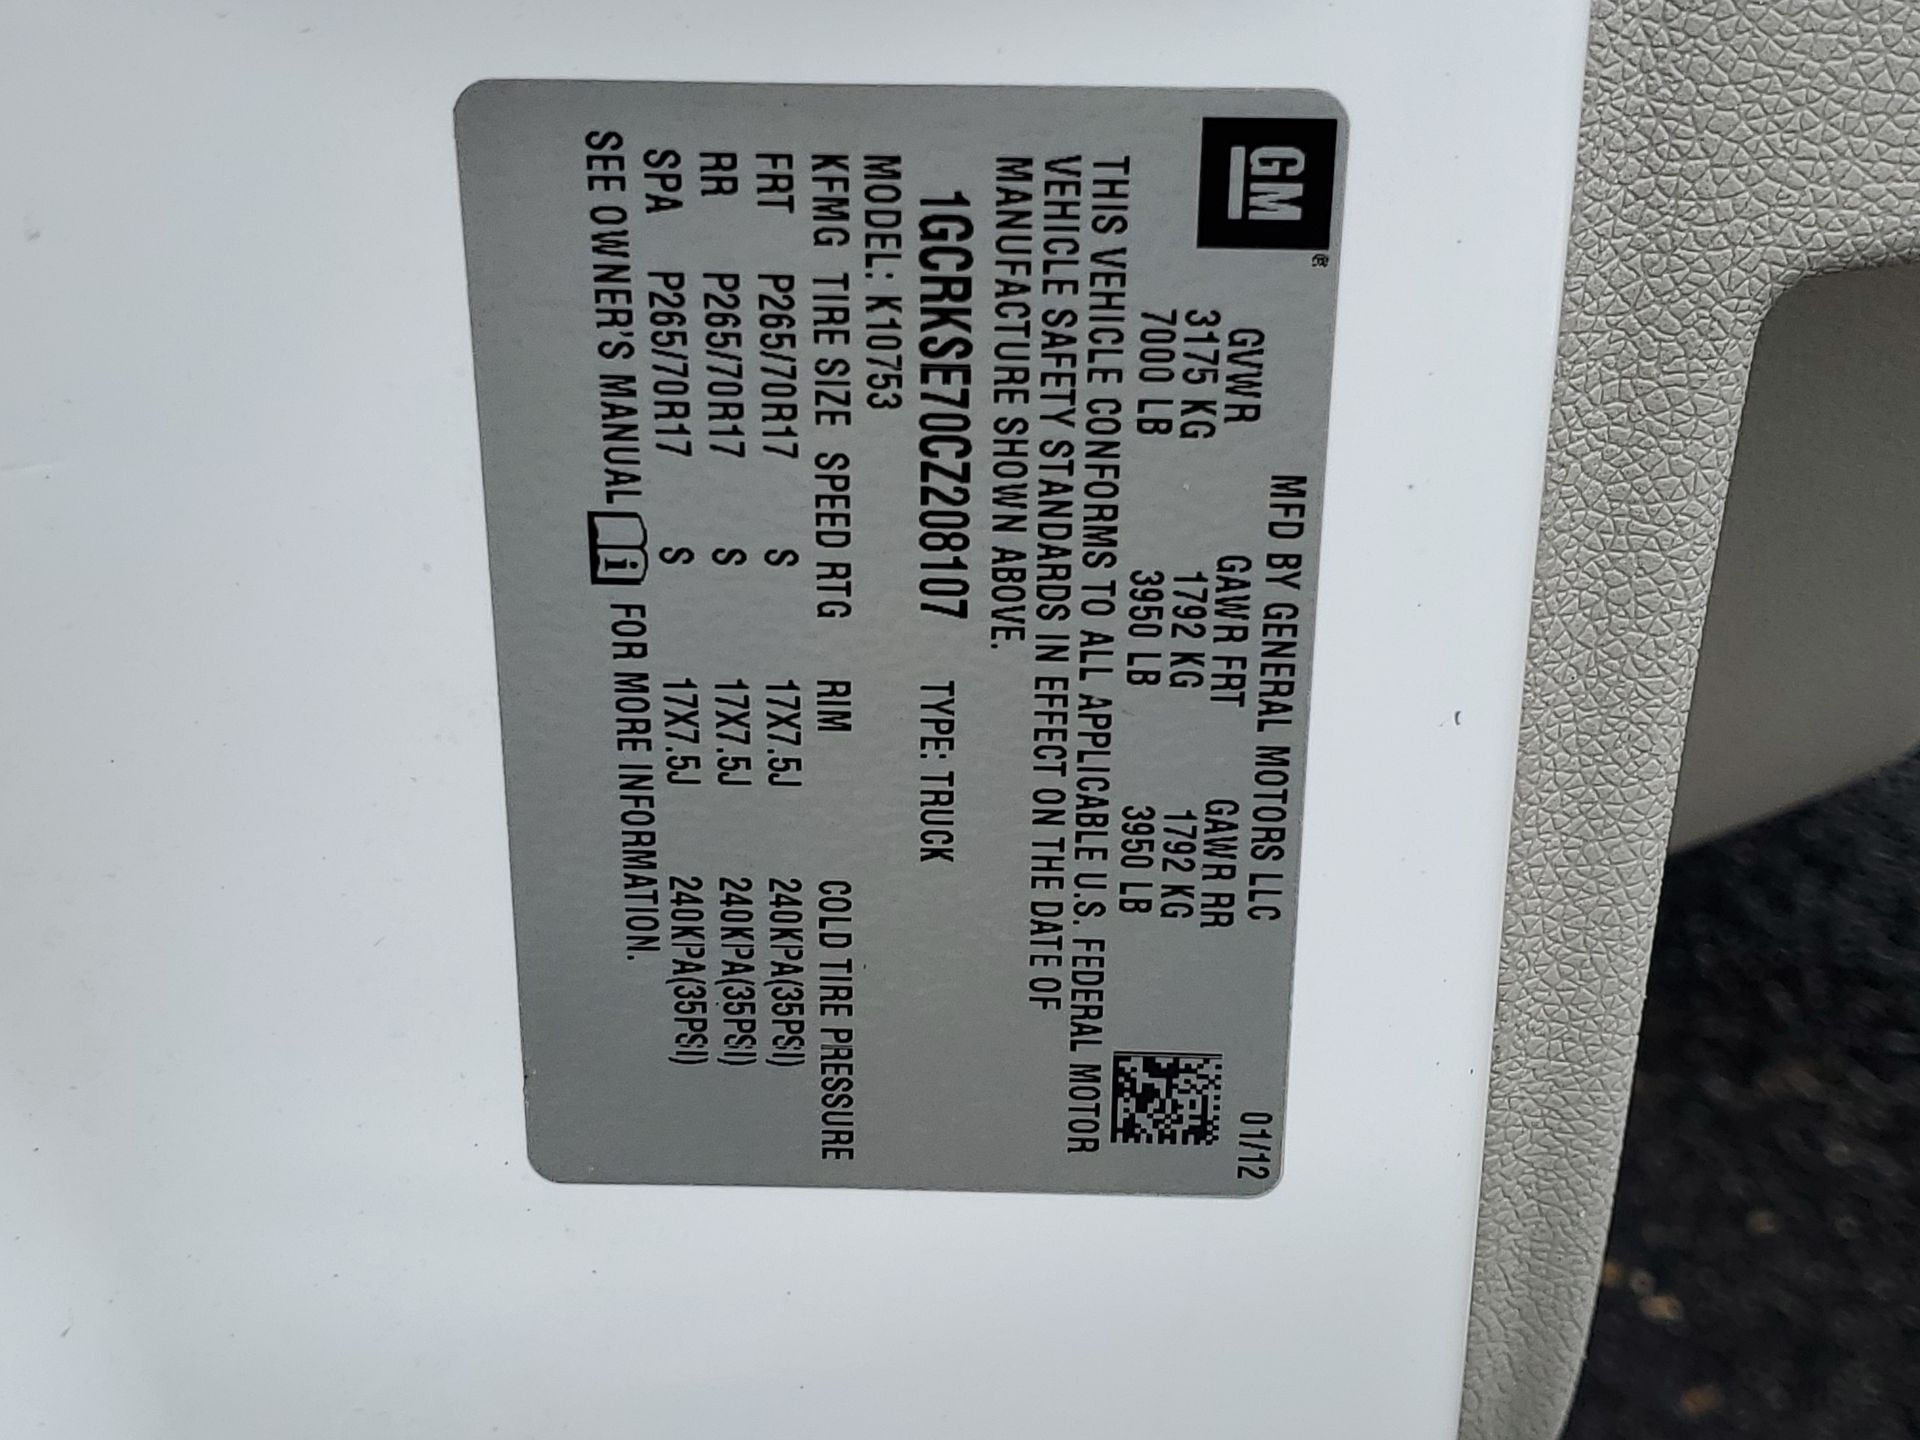 GM®
MFD BY GENERAL MOTORS LLC 01/12
GVWR GAWR FRT GAWR RR
3175 KG 1792 KG 1792 KG
7000 LB 3950 LB 3950 LB
THIS VEHICLE CONFORMS TO ALL APPLICABLE U.S. FEDERAL MOTOR
VEHICLE SAFETY STANDARDS IN EFFECT ON THE DATE OF
MANUFACTURE SHOWN ABOVE.
1GCRKSE70CZ208107 TYPE: TRUCK
MODEL: K10753
KFMG TIRE SIZE SPEED RTG RIM COLD TIRE PRESSURE
FRT P265/70R17 S 17X7.5J 240KPA(35PSI)
RR P265/70R17 S 17X7.5J 240KPA(35PSI)
SPA P265/70R17 S 17X7.5J 240KPA(35PSI)
SEE OWNER'S MANUAL i FOR MORE INFORMATION.